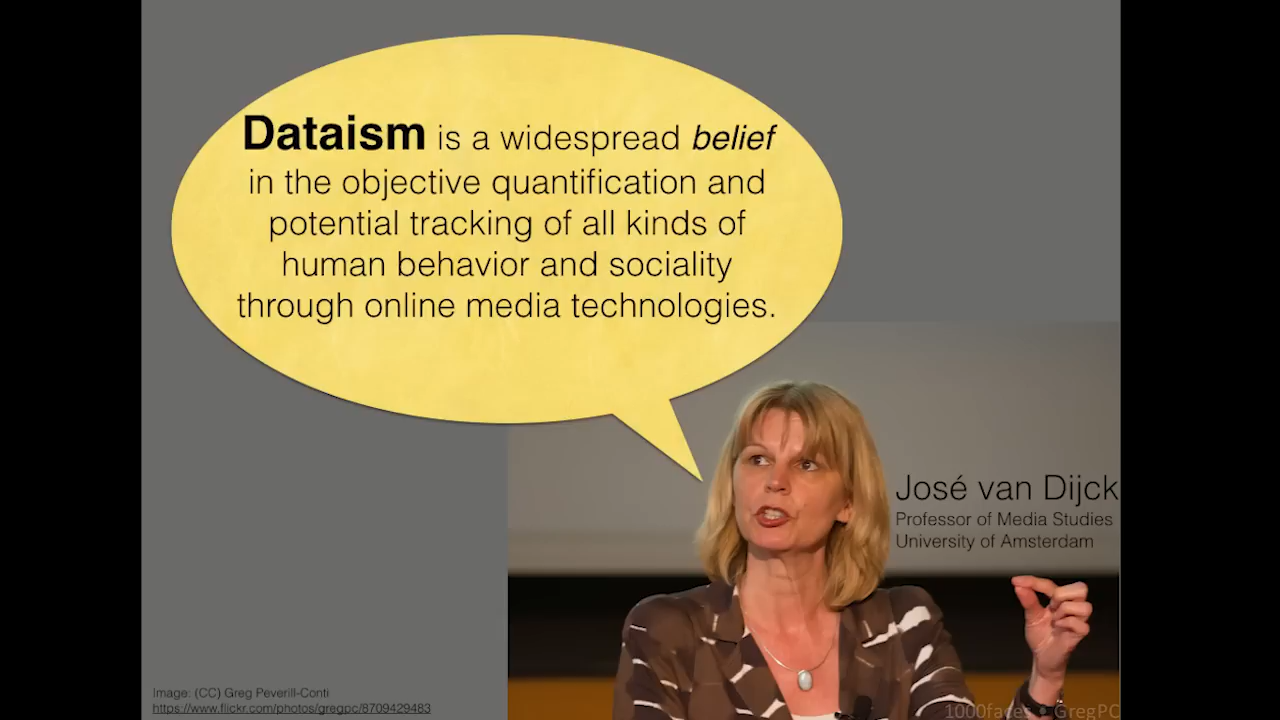 Dataism is a widespread belief
in the objective quantification and
potential tracking of all kinds of
human behavior and sociality
through online media technologies.
José van Dijck
Professor of Media Studies
University of Amsterdam
Image: (CC) Greg Peverill-Conti
https://www.flickr.com/photos/gregpc/8709429483
1000faces • GregPC